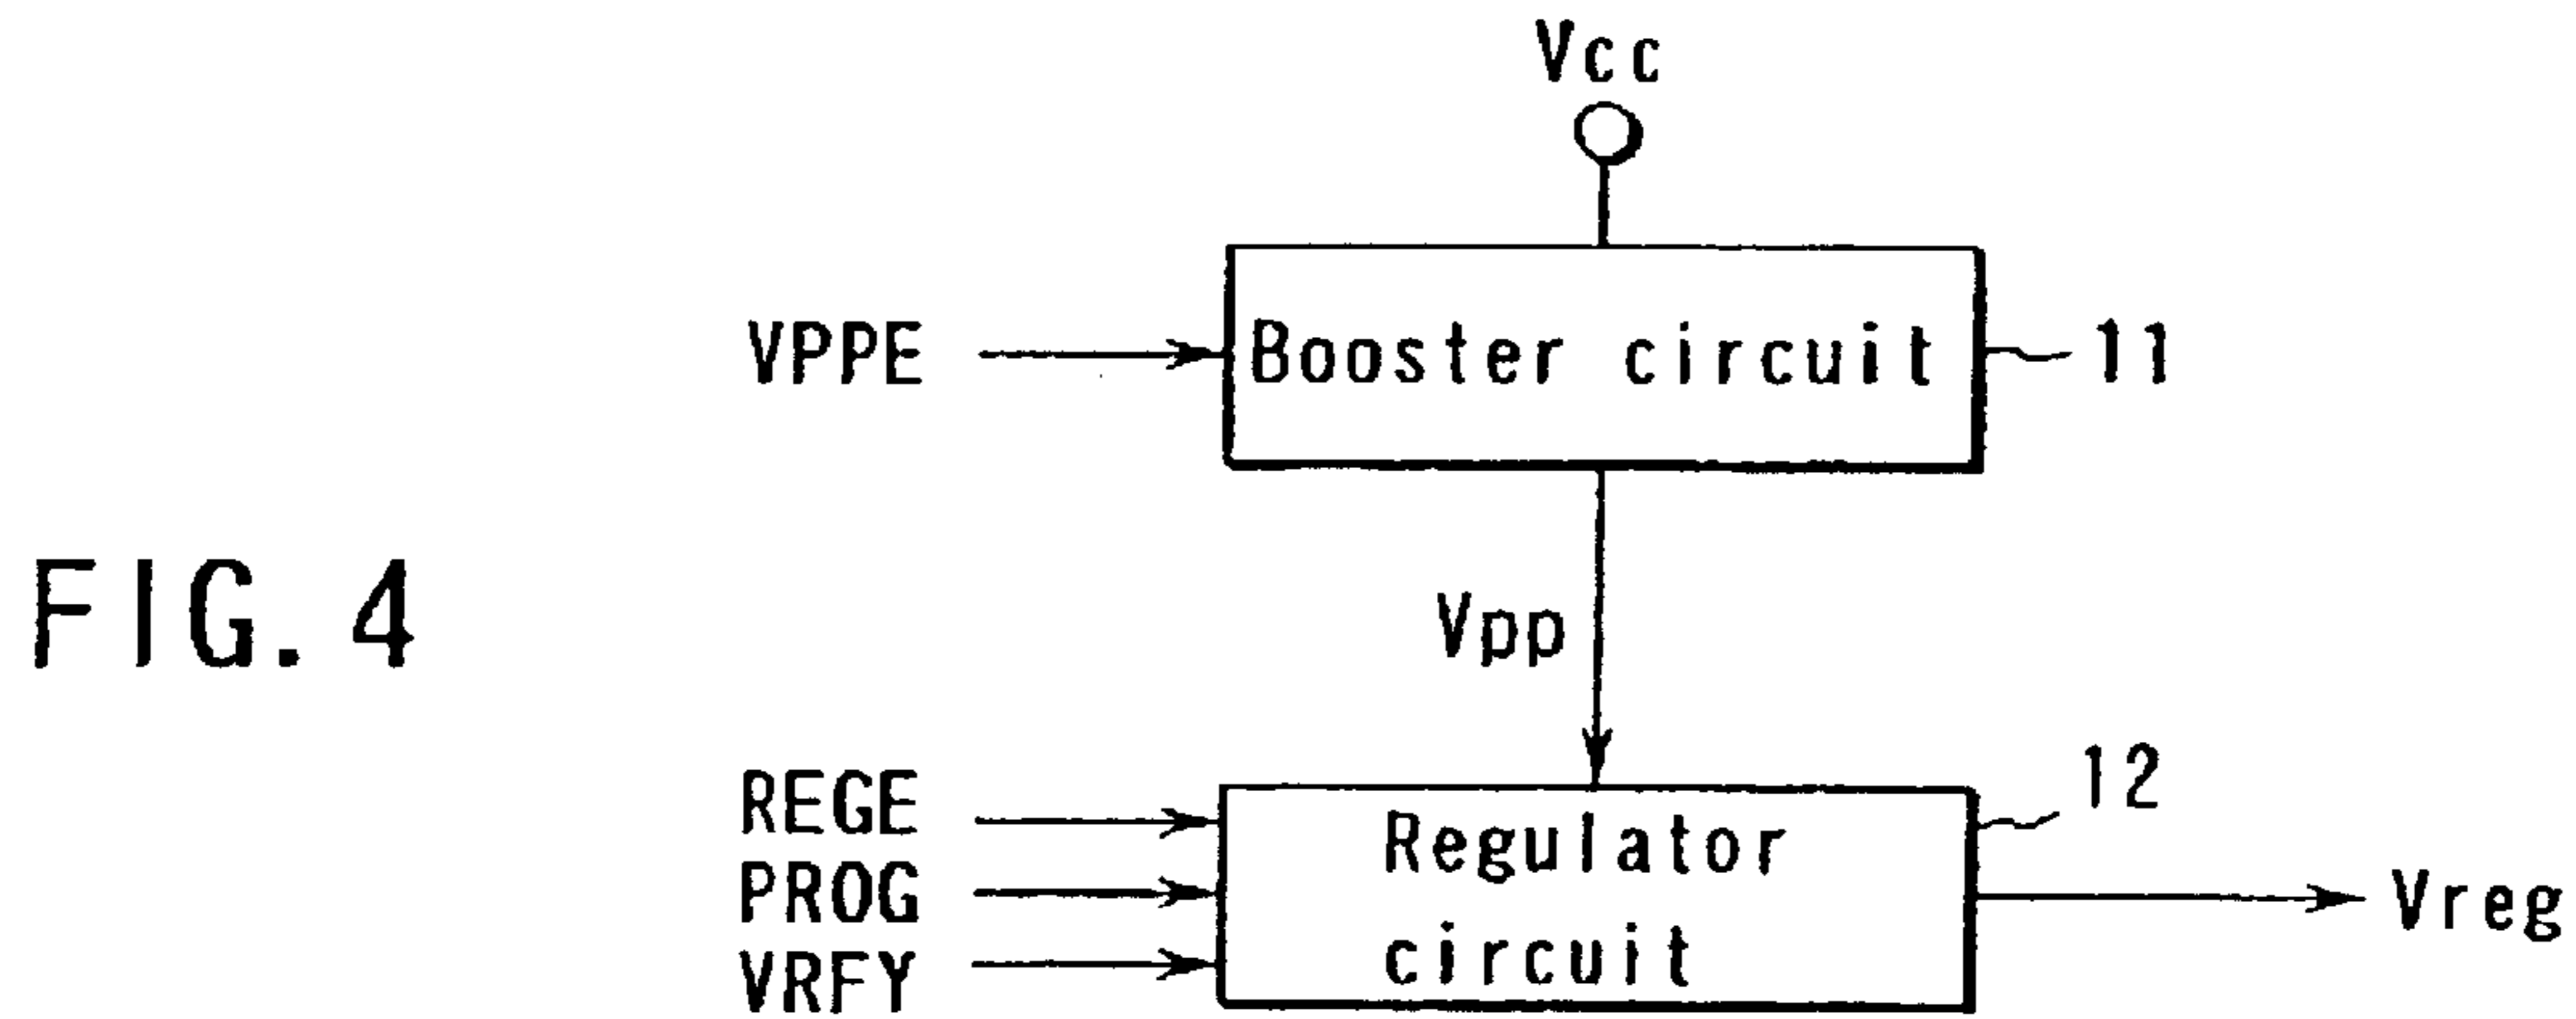 Vcc
VPPE
Booster circuit
11
Vpp
FIG. 4
REGE
PROG
VRFY
Regulator
circuit
12
Vreg